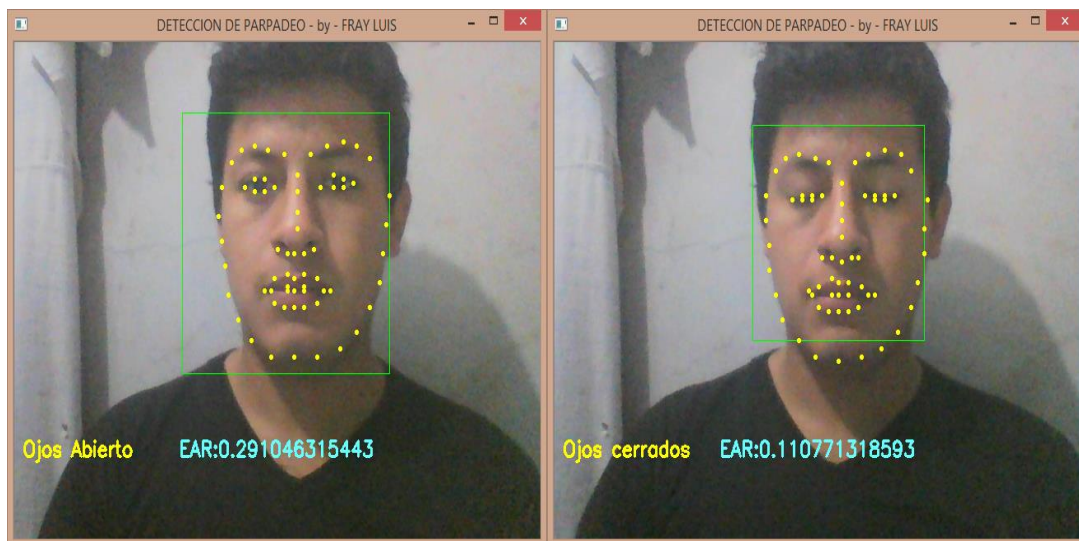 DETECCION DE PARPADEO - by - FRAY LUIS
Ojos Abierto EAR:0.291046315443
DETECCION DE PARPADEO - by - FRAY LUIS
Ojos cerrados EAR:0.110771318593